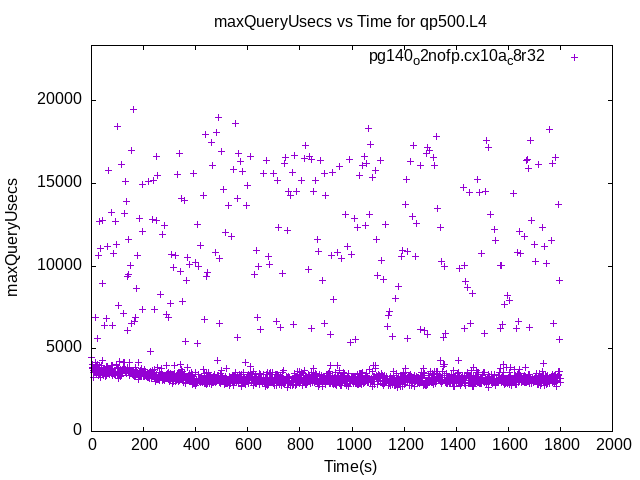 maxQueryUsecs vs Time for qp500.L4
pg140o2nofp.cx10ac8r32
20000
15000
10000
5000
0
maxQueryUsecs
0 200 400 600 800 1000 1200 1400 1600 1800 2000
Time(s)